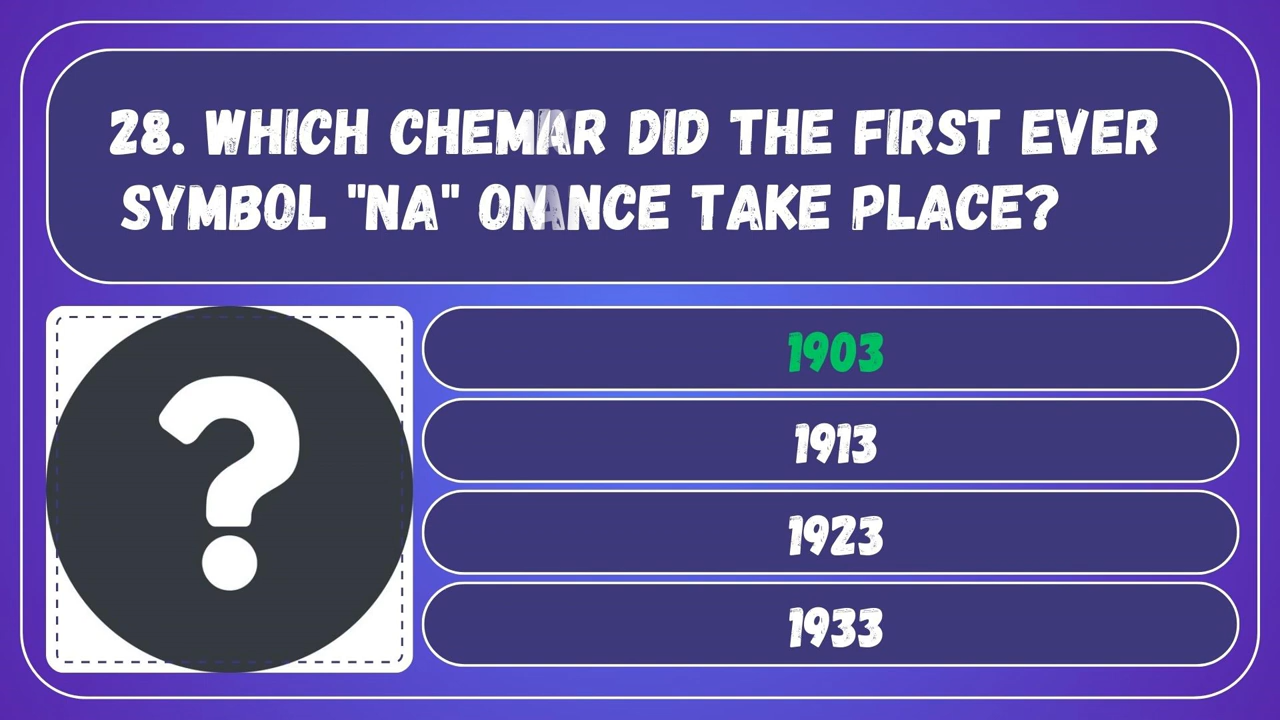 28. WHICH CHEMAR DID THE FIRST EVER
SYMBOL "NA" ONANCE TAKE PLACE?
1903
1913
1923
1933